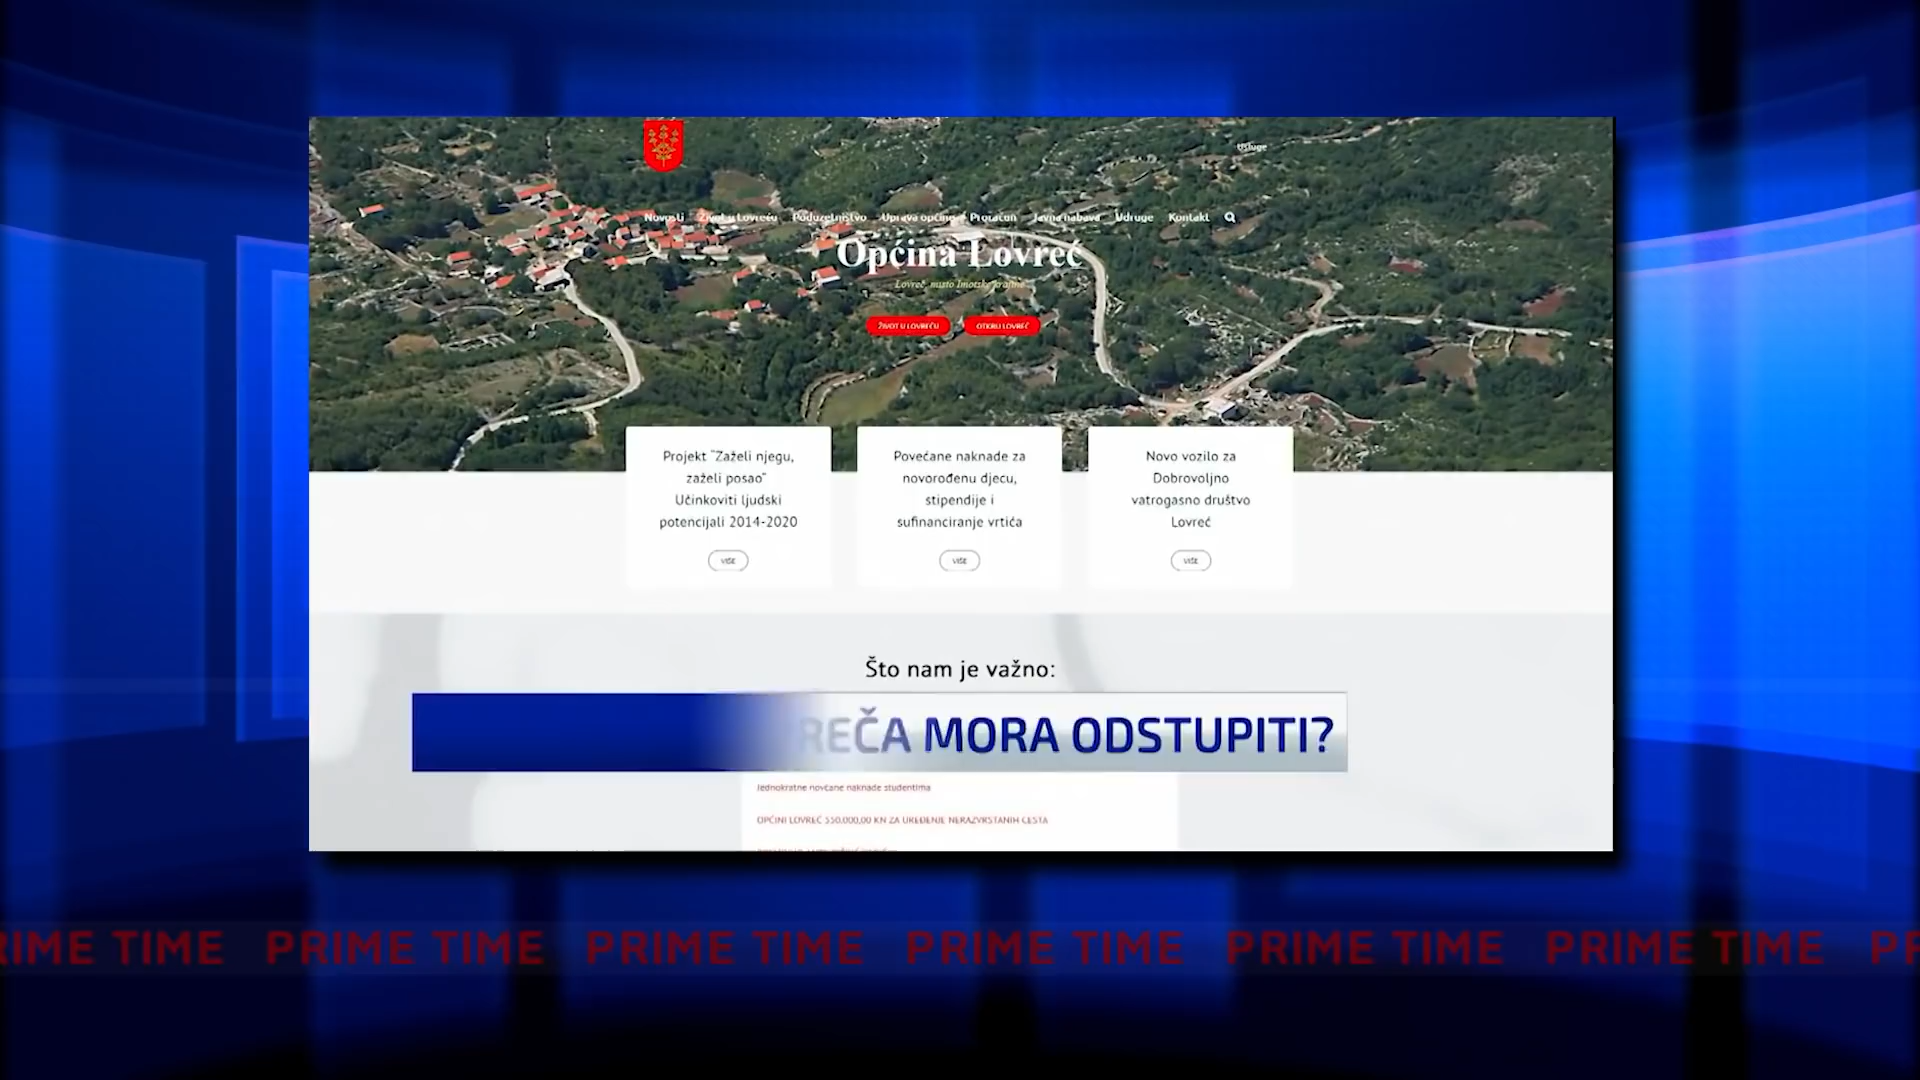 Usluge
Novosti Život u Lovreću Poduzetništvo Uprava općine Proračun Javna nabava Udruge Kontakt
Općina Lovreć
Lovreć, misto Imotske krajine
ŽIVOT U LOVREĆU OTKRIJ LOVREĆ
Projekt "Zaželi njegu,
zaželi posao"
Učinkoviti ljudski
potencijali 2014-2020
VIŠE
Povećane naknade za
novorođenu djecu,
stipendije i
sufinanciranje vrtića
VIŠE
Novo vozilo za
Dobrovoljno
vatrogasno društvo
Lovreć
VIŠE
Što nam je važno:
REČA MORA ODSTUPITI?
Jednokratne novčane naknade studentima
OPĆINI LOVREĆ 550.000,00 KN ZA UREĐENJE NERAZVRSTANIH CESTA
RIME TIME PRIME TIME PRIME TIME PRIME TIME PRIME TIME PRIME TIME PR